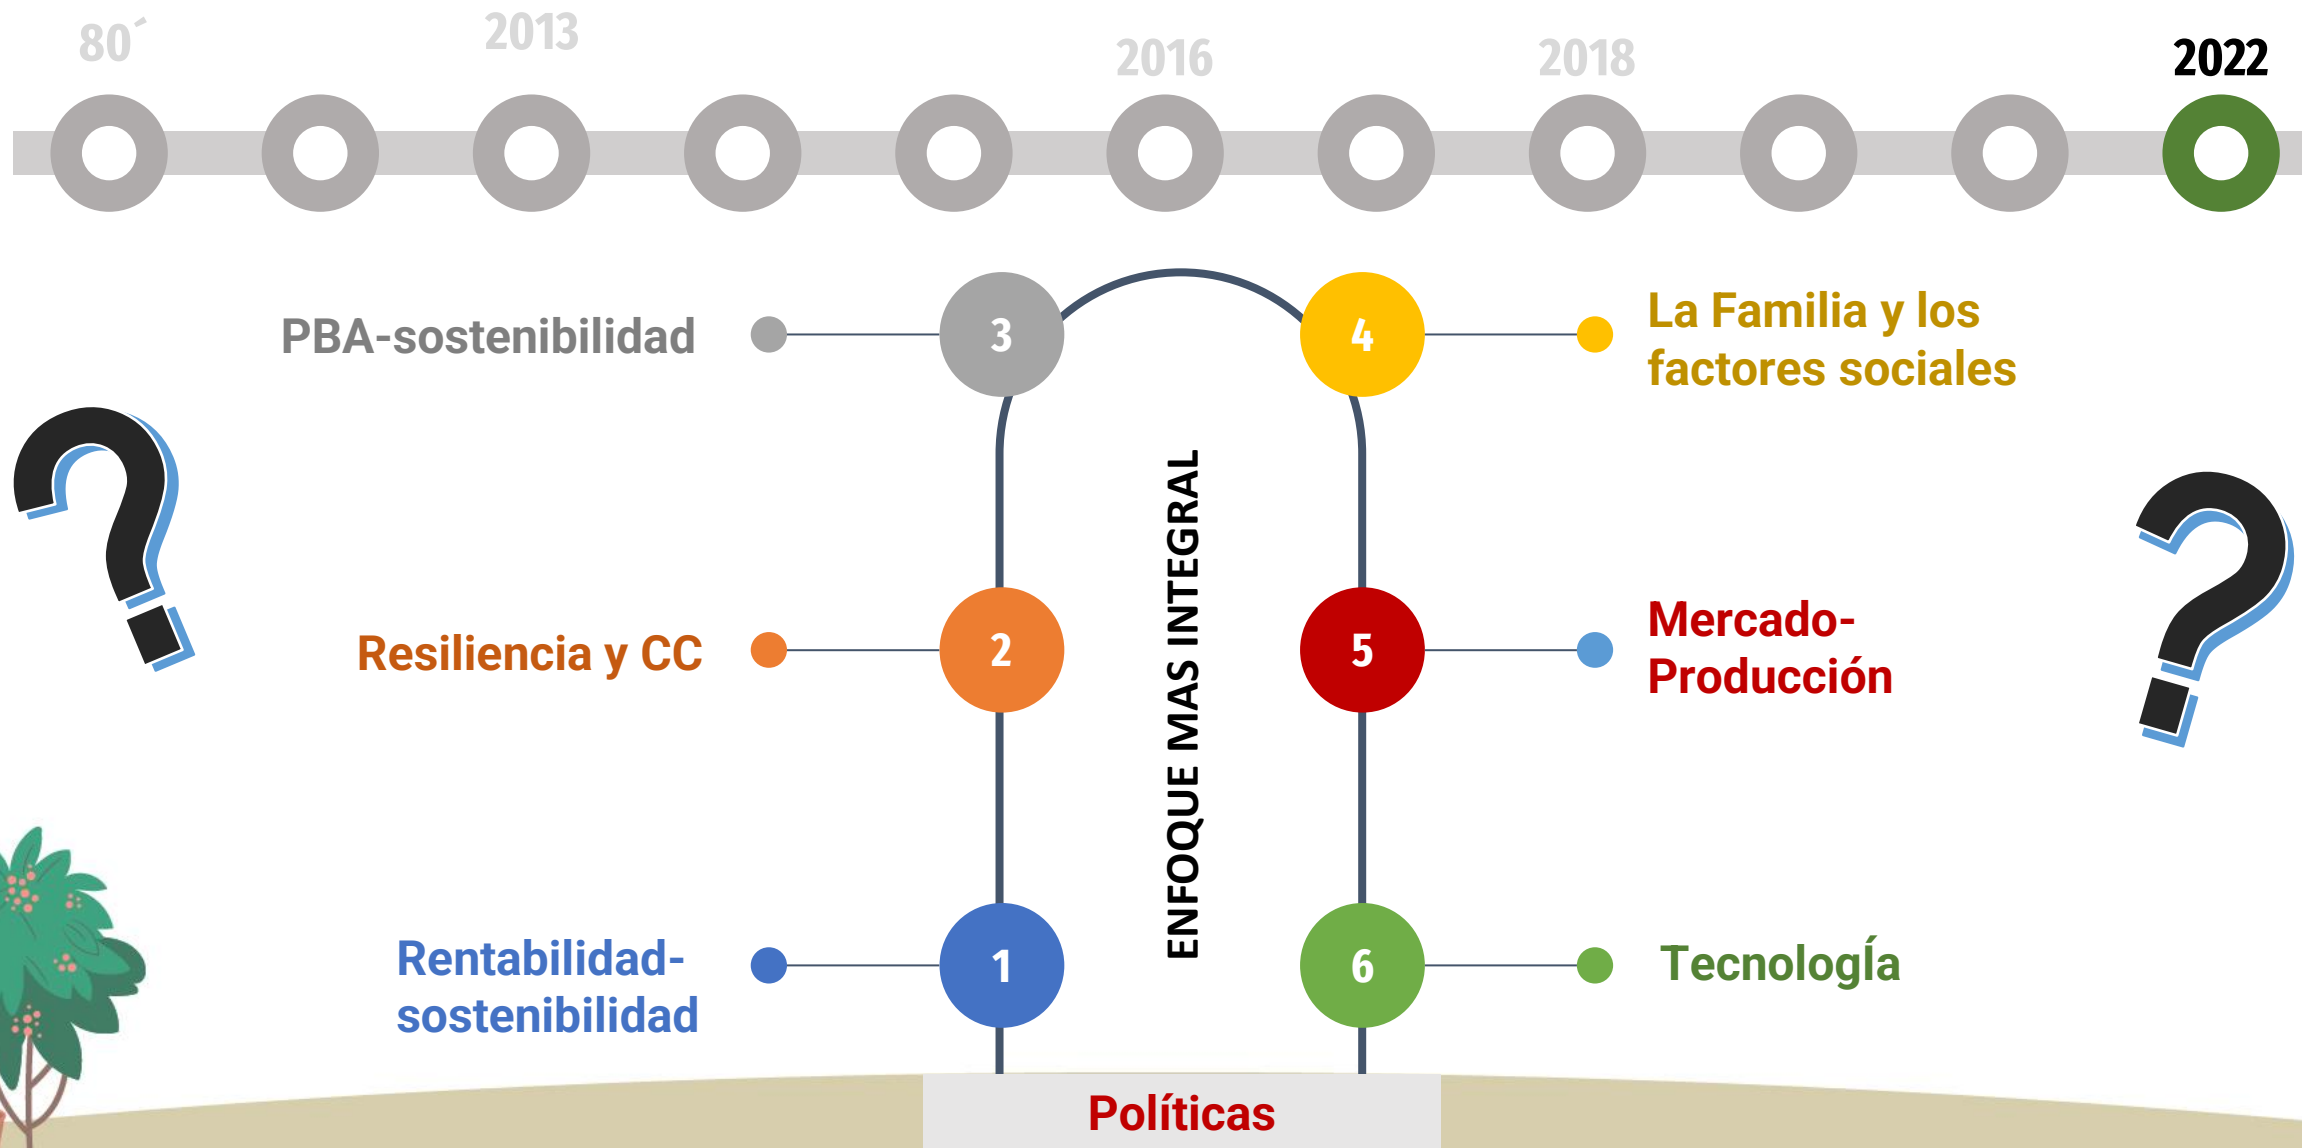 80´
2013
2016
2018
2022
PBA-sostenibilidad
3
4
La Familia y los
factores sociales
ENFOQUE MAS INTEGRAL
Resiliencia y CC
2
5
Mercado-
Producción
Rentabilidad-
sostenibilidad
1
6
TecnologÍa
Políticas